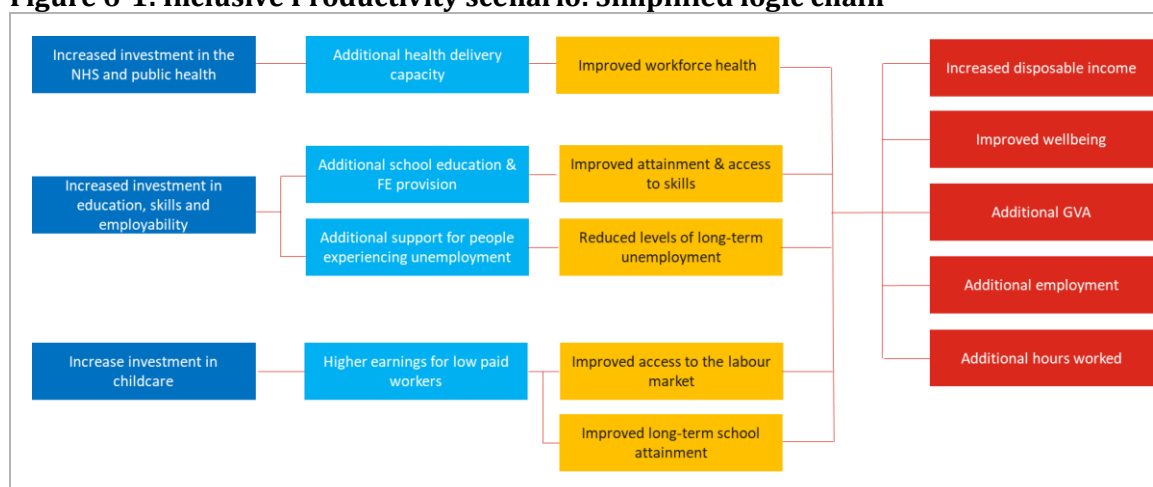 Figure 6-1: Inclusive Productivity scenario: Simplified logic chain
Increased investment in the
NHS and public health
Additional health delivery
capacity
Improved workforce health
Increased investment in
education, skills and
employability
Additional school education &
FE provision
Improved attainment & access
to skills
Additional support for people
experiencing unemployment
Reduced levels of long-term
unemployment
Increase investment in
childcare
Higher earnings for low paid
workers
Improved access to the labour
market
Improved long-term school
attainment
Increased disposable income
Improved wellbeing
Additional GVA
Additional employment
Additional hours worked